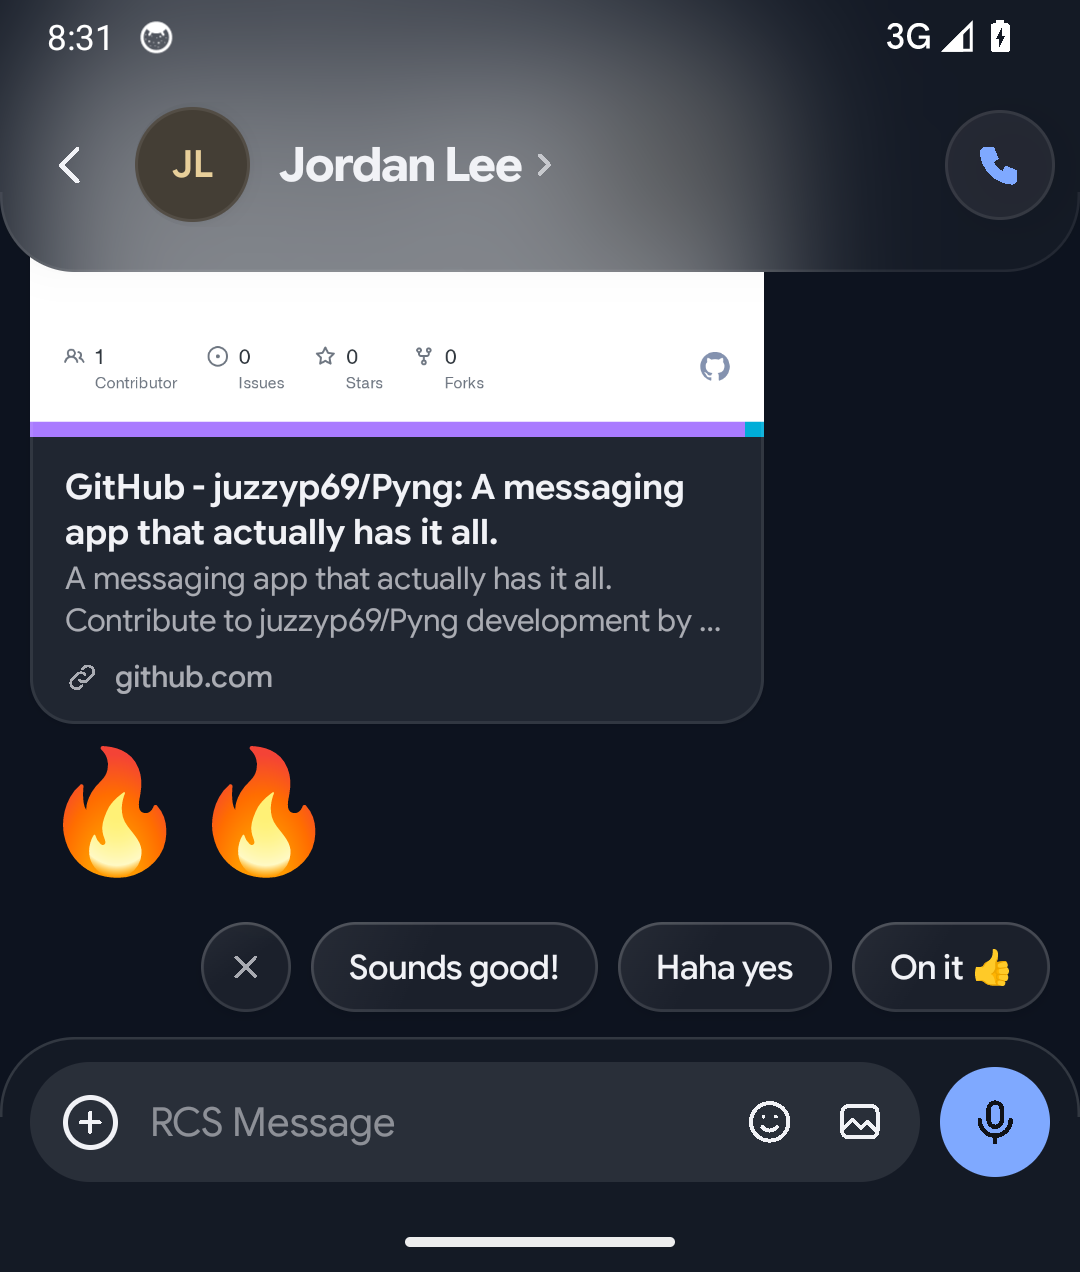 8:31
3G
JL
Jordan Lee
1
Contributor
0
Issues
0
Stars
0
Forks
GitHub - juzzyp69/Pyng: A messaging
app that actually has it all.
A messaging app that actually has it all.
Contribute to juzzyp69/Pyng development by ...
github.com
🔥 🔥
Sounds good!
Haha yes
On it 👍
RCS Message